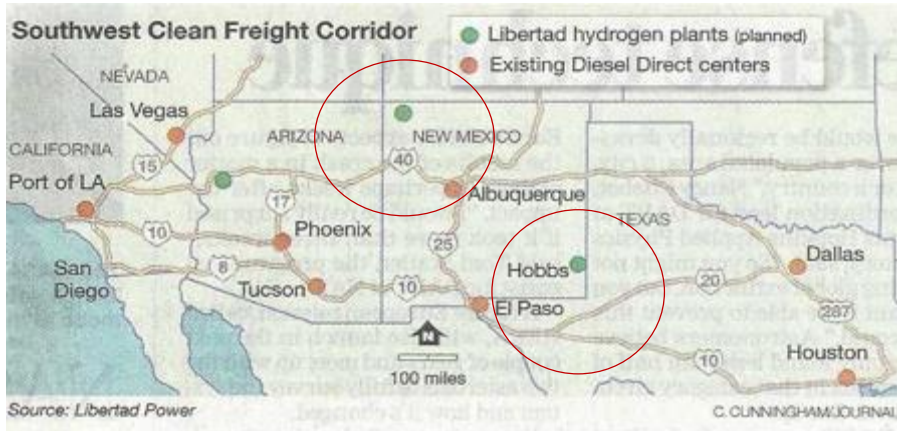 Southwest Clean Freight Corridor
Libertad hydrogen plants (planned)
Existing Diesel Direct centers
NEVADA
Las Vegas
CALIFORNIA
15
Port of LA
ARIZONA
NEW MEXICO
40
17
Albuquerque
TEXAS
10
Phoenix
25
San
Diego
8
Tucson
10
Hobbs
El Paso
20
Dallas
287
N
100 miles
10
Houston
Source: Libertad Power
C. CUNNINGHAM/JOURNAL